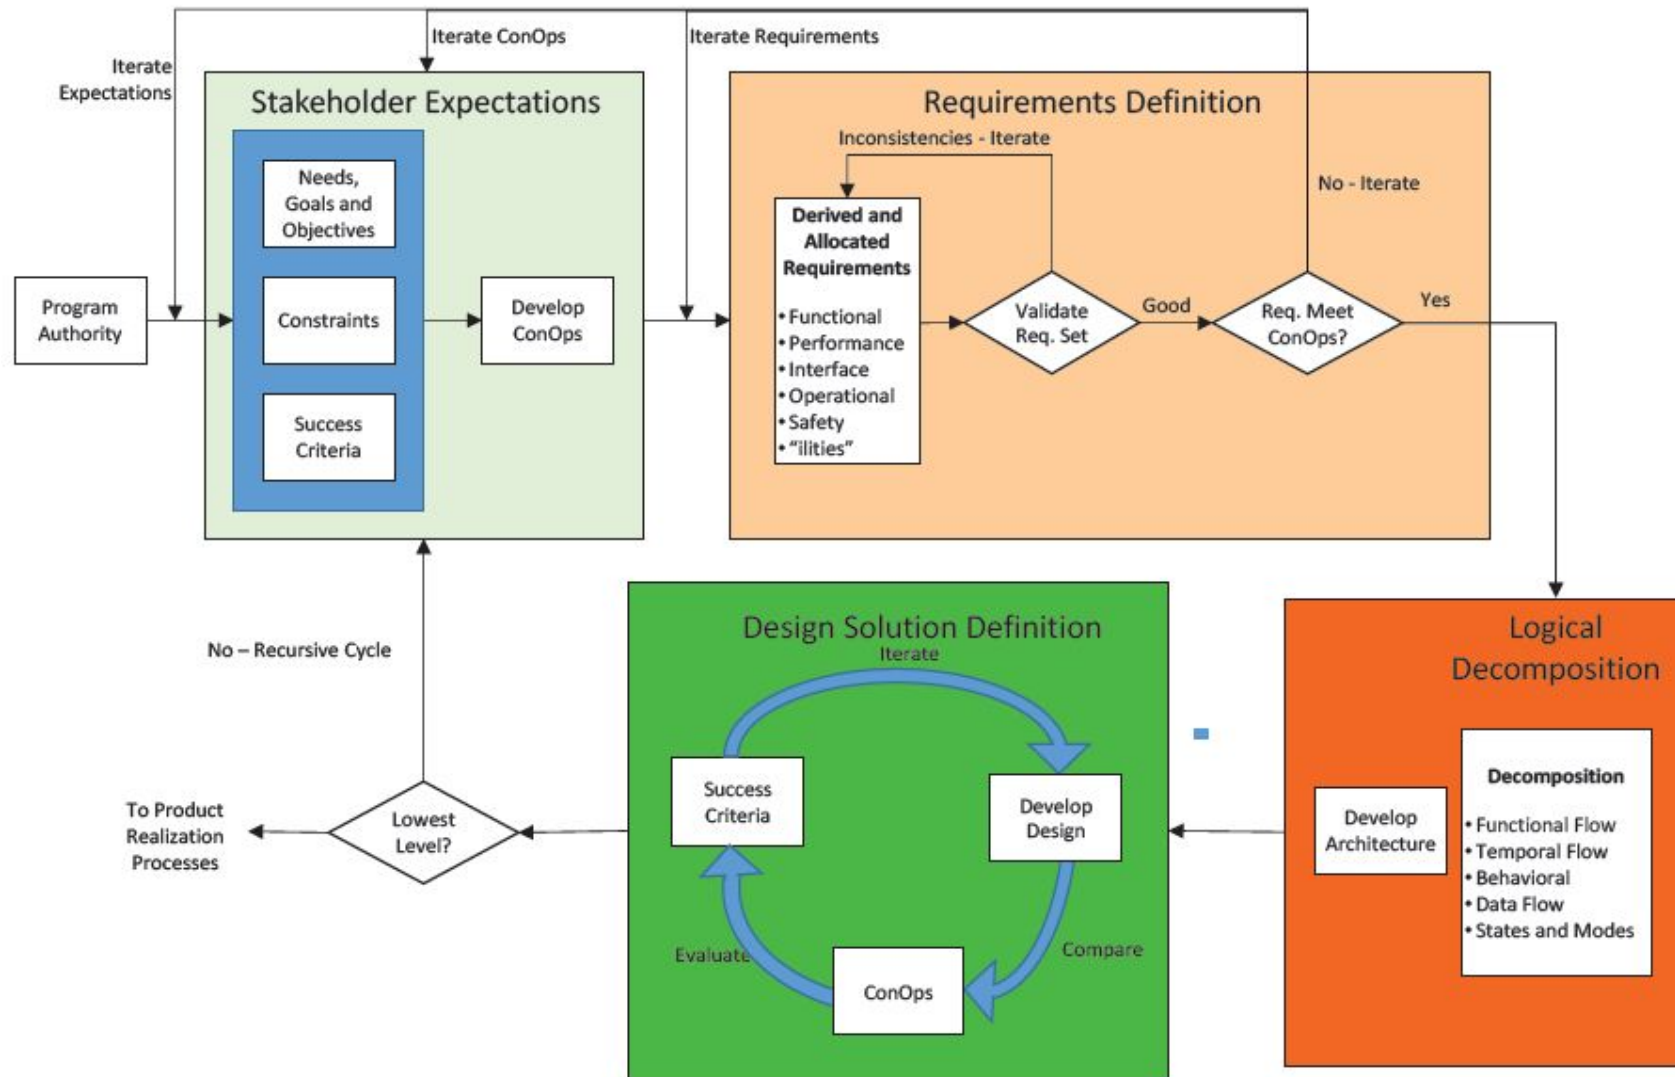 Iterate ConOps
Iterate Requirements
Iterate
Expectations
Stakeholder Expectations
Needs,
Goals and
Objectives
Constraints
Success
Criteria
Program
Authority
Develop
ConOps
Requirements Definition
Inconsistencies - Iterate
No - Iterate
Derived and
Allocated
Requirements
• Functional
• Performance
• Interface
• Operational
• Safety
• “ilities”
Validate
Req. Set
Good
Req. Meet
ConOps?
Yes
Logical
Decomposition
Decomposition
• Functional Flow
• Temporal Flow
• Behavioral
• Data Flow
• States and Modes
Develop
Architecture
Design Solution Definition
Iterate
Success
Criteria
Develop
Design
Evaluate
Compare
ConOps
No – Recursive Cycle
Lowest
Level?
To Product
Realization
Processes